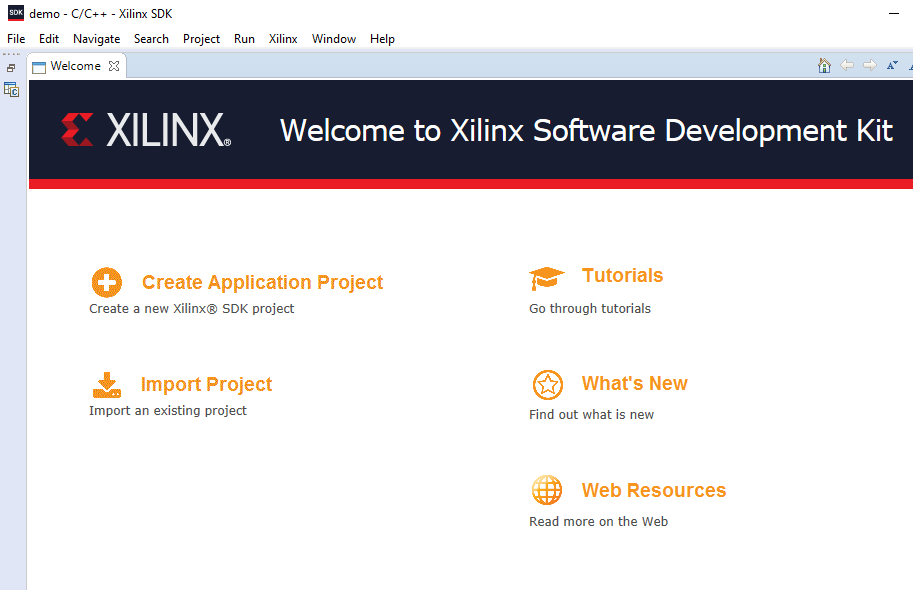 SDK demo - C/C++ - Xilinx SDK
File Edit Navigate Search Project Run Xilinx Window Help
Welcome
XILINX® Welcome to Xilinx Software Development Kit
Create Application Project
Create a new Xilinx® SDK project
Import Project
Import an existing project
Tutorials
Go through tutorials
What's New
Find out what is new
Web Resources
Read more on the Web